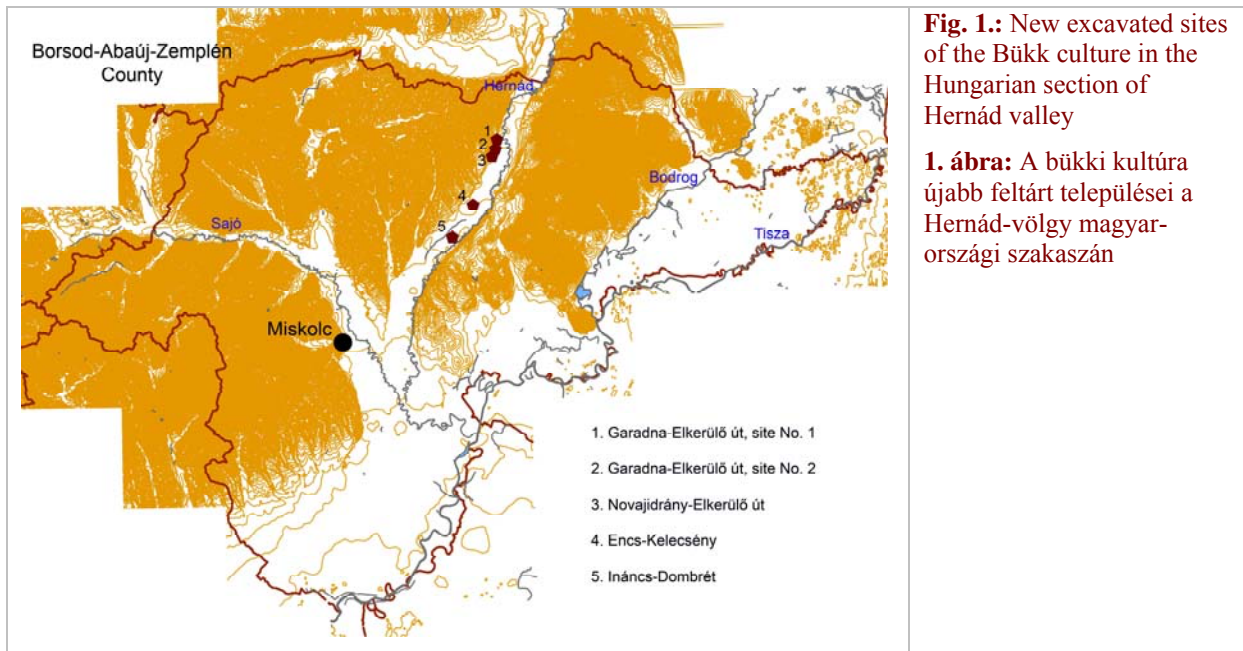 Borsod-Abaúj-Zemplén
County
Hernád
1
2
3
4
5
Bodrog
Sajó
Tisza
Miskolc
1. Garadna-Elkerülő út, site No. 1
2. Garadna-Elkerülő út, site No. 2
3. Novajidrány-Elkerülő út
4. Encs-Kelecsény
5. Ináncs-Dombrét
Fig. 1.: New excavated sites
of the Bükk culture in the
Hungarian section of
Hernád valley
1. ábra: A bükki kultúra
újabb feltárt települései a
Hernád-völgy magyar-
országi szakaszán